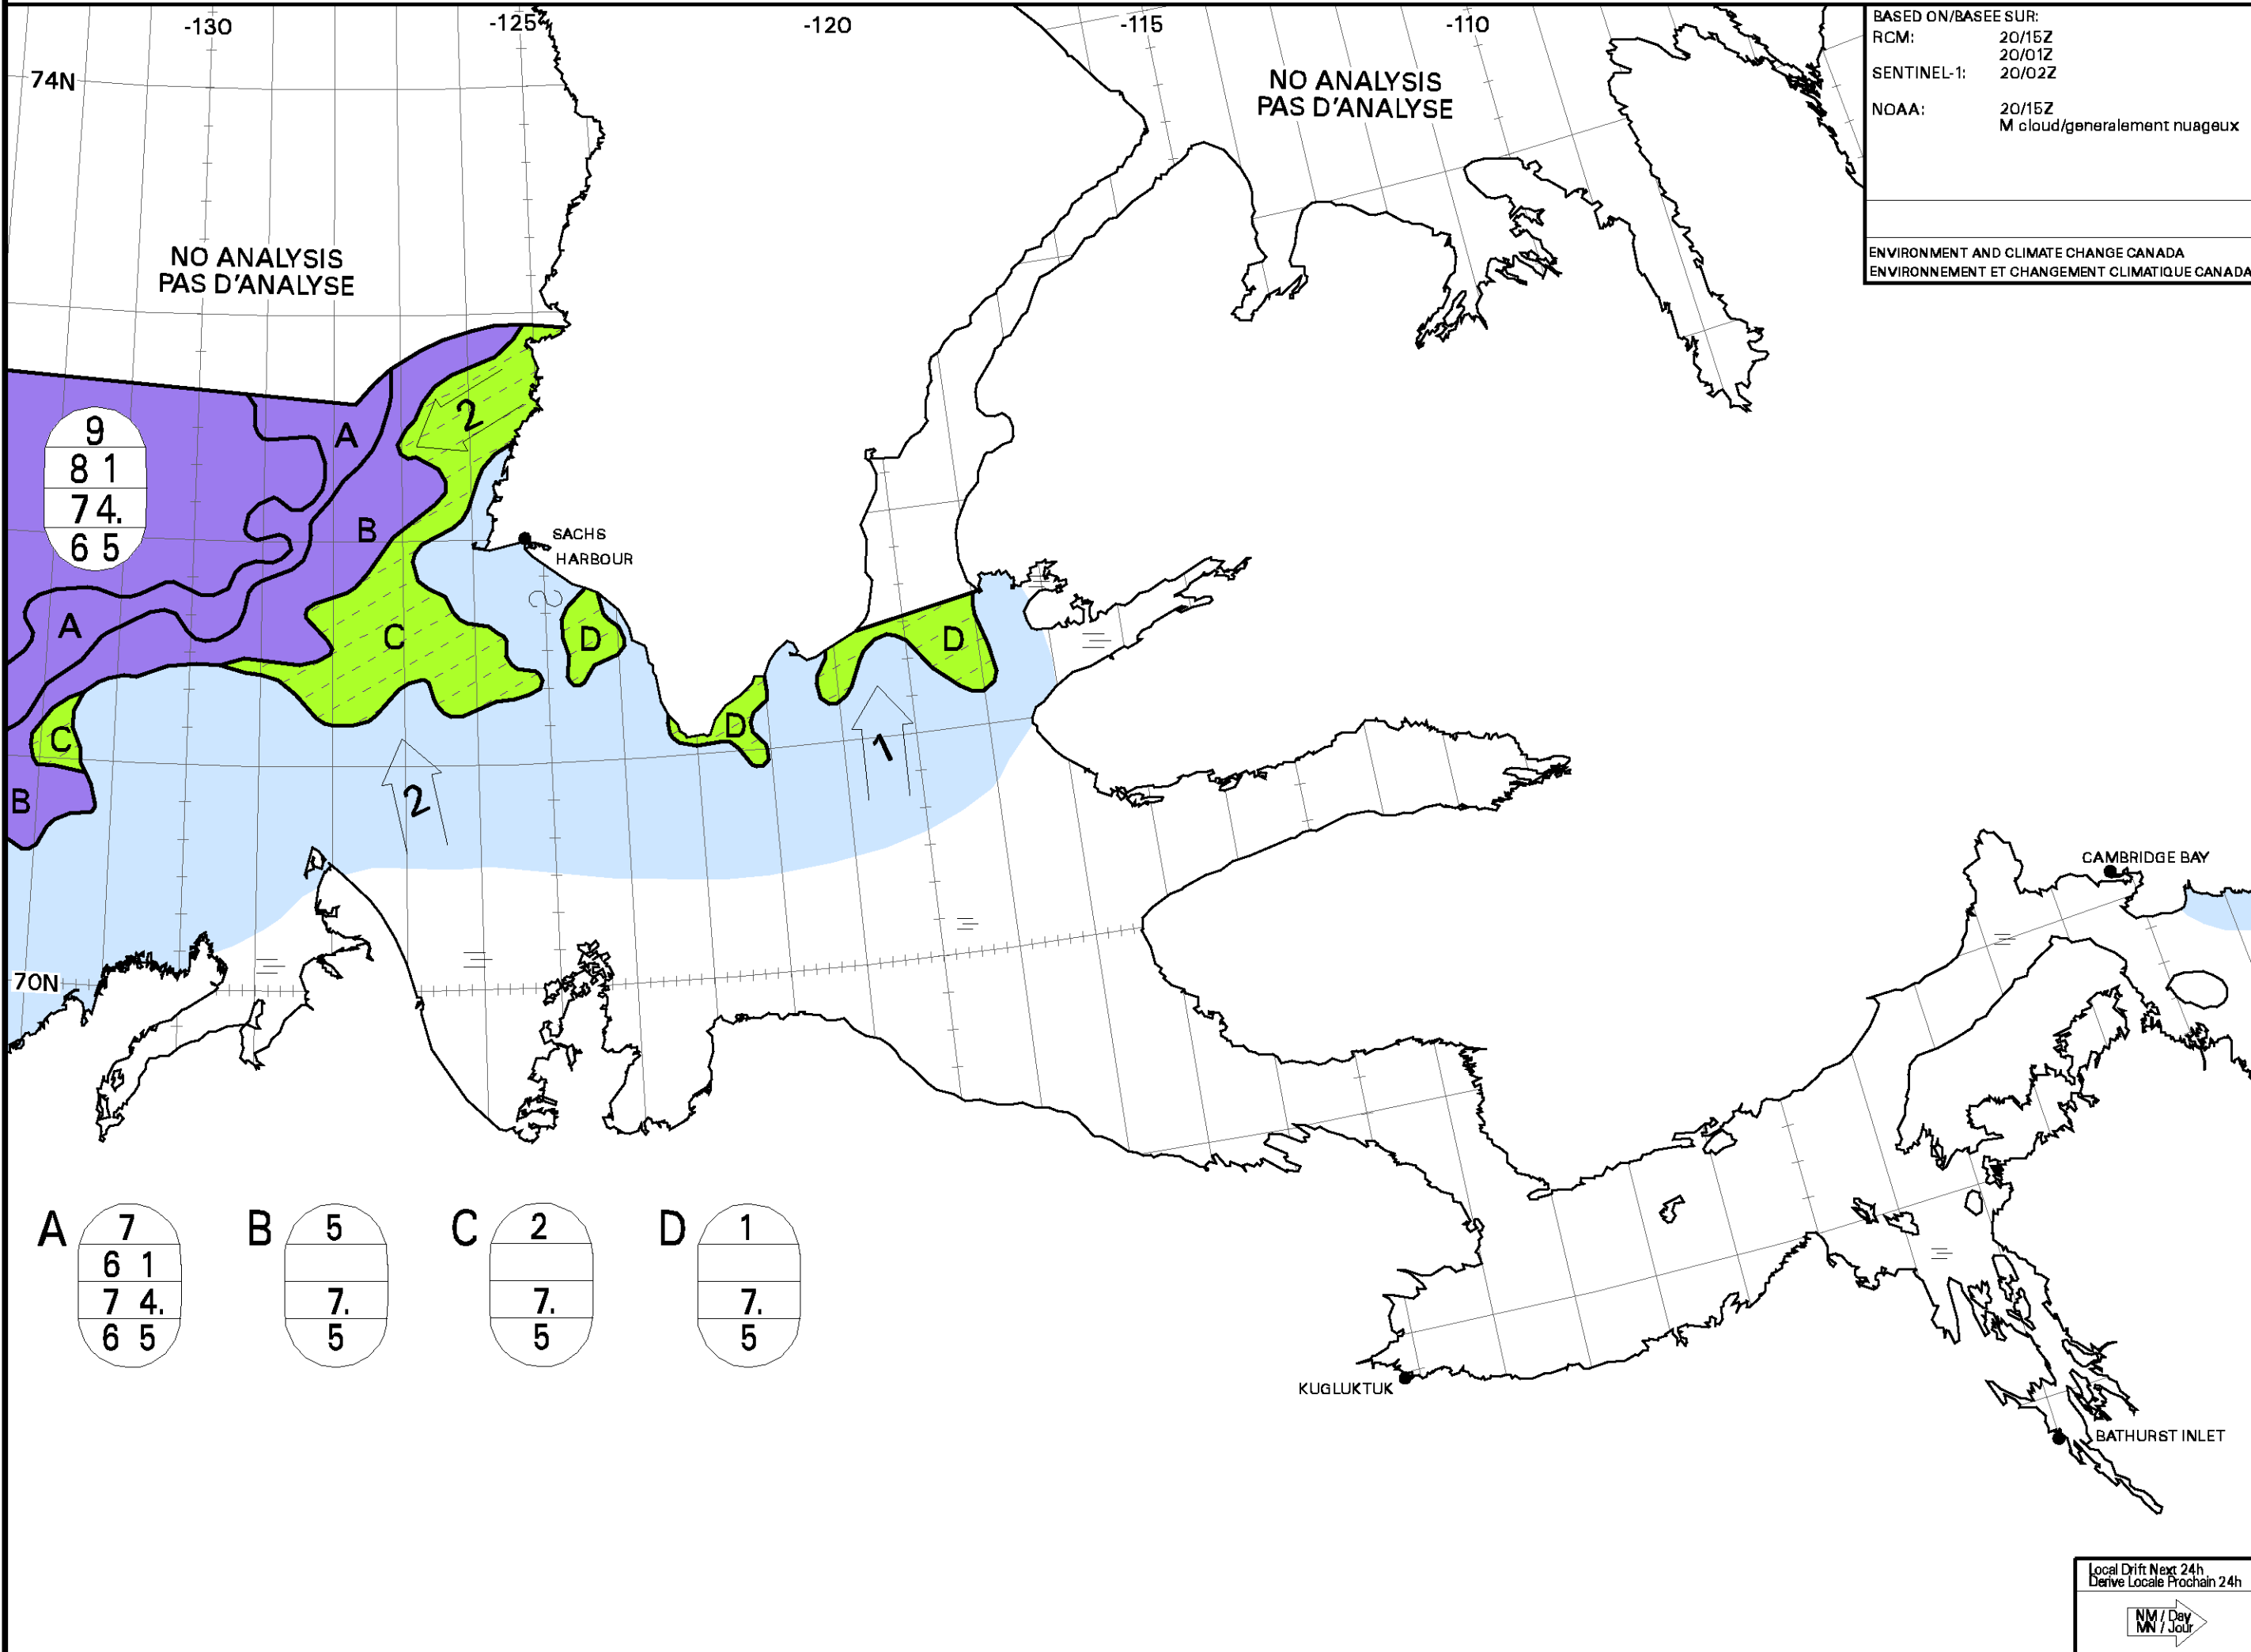 -130
-125
-120
-115
-110
74N
NO ANALYSIS
PAS D'ANALYSE
BASED ON/BASEE SUR:
RCM: 20/15Z
20/01Z
SENTINEL-1: 20/02Z
NOAA: 20/15Z
M cloud/generalement nuageux
ENVIRONMENT AND CLIMATE CHANGE CANADA
ENVIRONNEMENT ET CHANGEMENT CLIMATIQUE CANADA
NO ANALYSIS
PAS D'ANALYSE
9
8 1
7 4.
6 5
A
2
B
SACHS
HARBOUR
A
C
D
D
D
C
1
B
2
CAMBRIDGE BAY
70N
A
7
6 1
7 4.
6 5
B
5
7.
5
C
2
7.
5
D
1
7.
5
KUGLUKTUK
BATHURST INLET
Local Drift Next 24h
Derive Locale Prochain 24h
NM / Day
MN / Jour